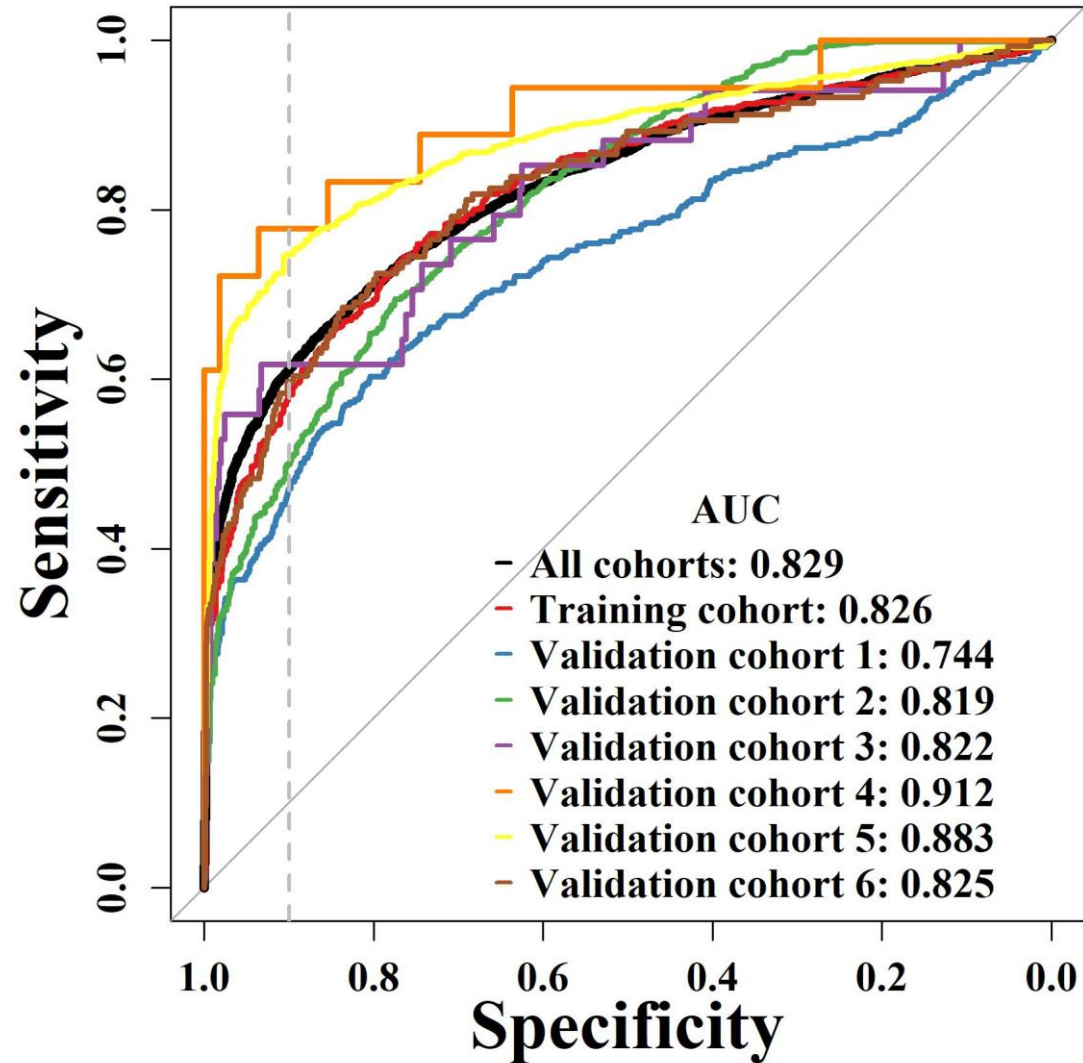 1.0
0.8
0.6
0.4
0.2
0.0
Sensitivity
AUC
All cohorts: 0.829
Training cohort: 0.826
Validation cohort 1: 0.744
Validation cohort 2: 0.819
Validation cohort 3: 0.822
Validation cohort 4: 0.912
Validation cohort 5: 0.883
Validation cohort 6: 0.825
1.0 0.8 0.6 0.4 0.2 0.0
Specificity